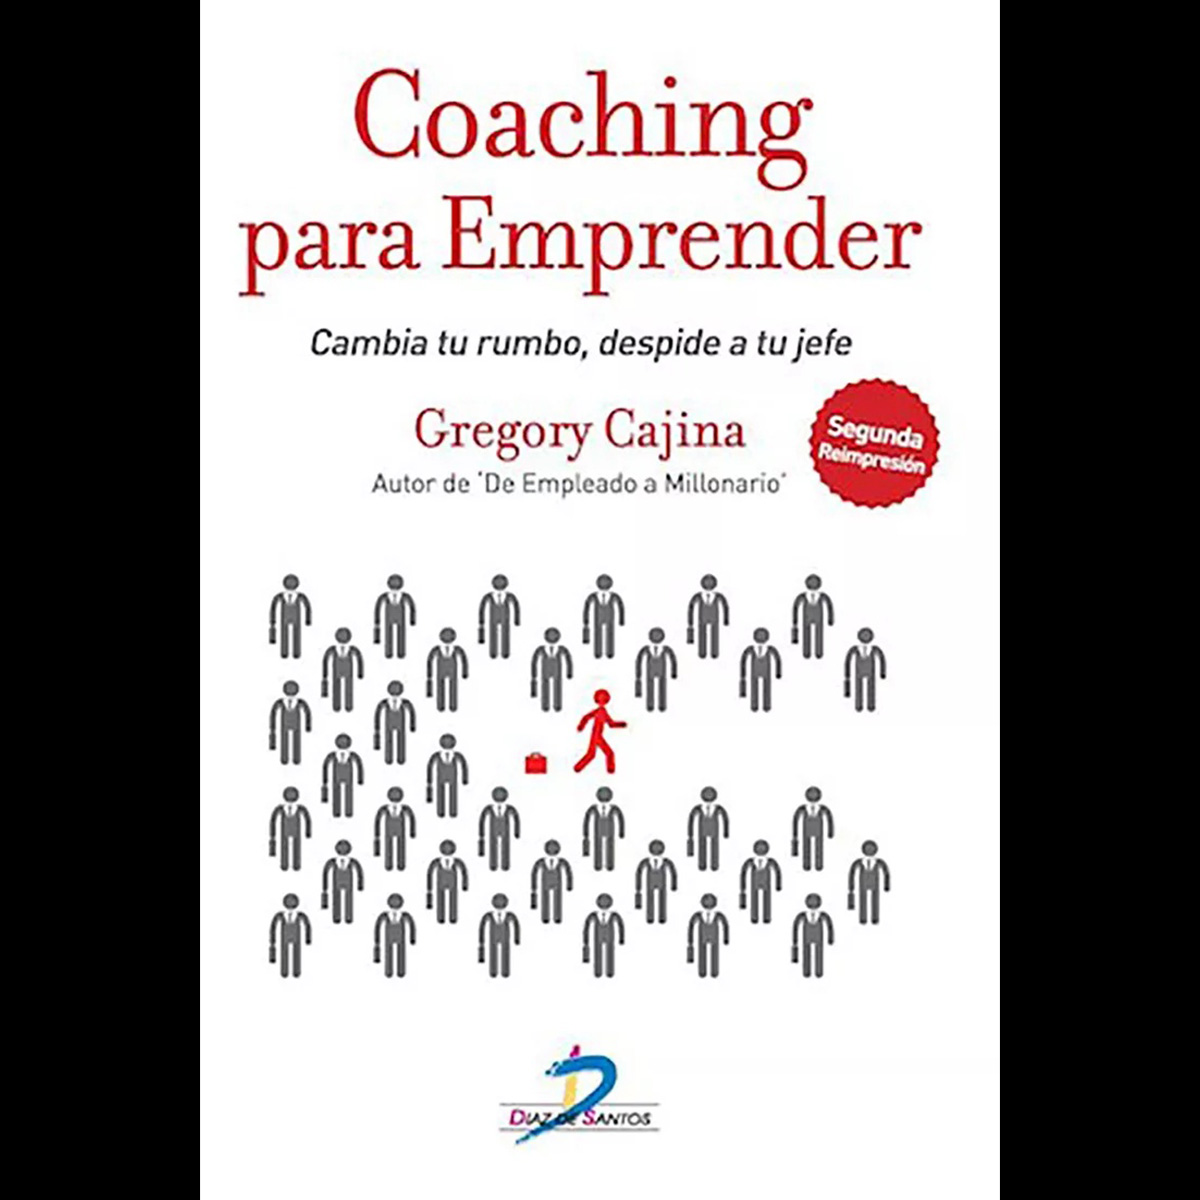 Coaching
para Emprender
Cambia tu rumbo, despide a tu jefe
Gregory Cajina
Autor de 'De Empleado a Millonario'
Segunda
Reimpresión
DIAZ DE SANTOS